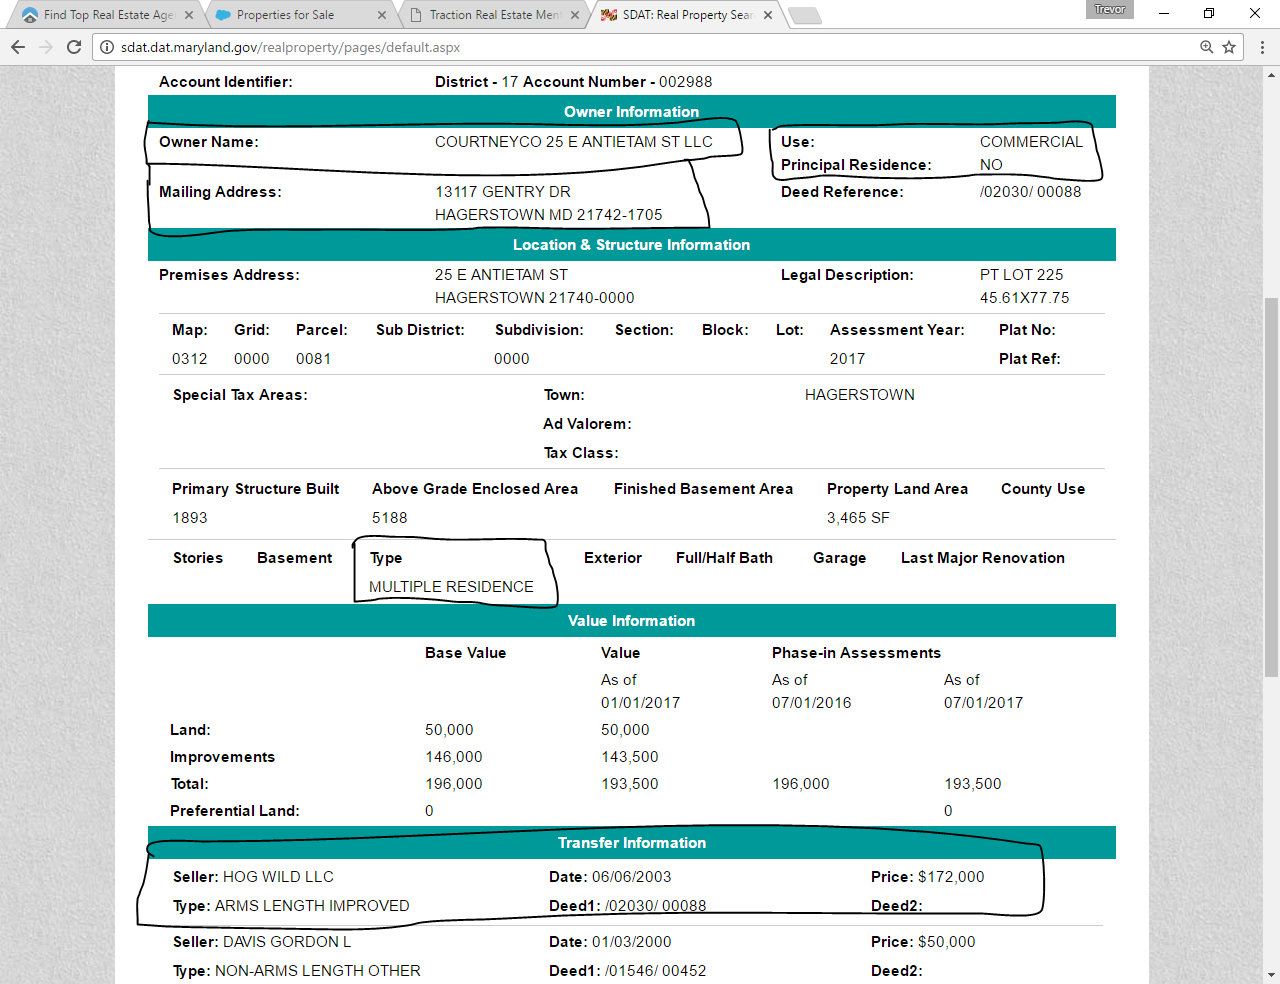 Find Top Real Estate Age
Properties for Sale
Traction Real Estate Men
SDAT: Real Property Sear
Trevor
sdat.dat.maryland.gov/realproperty/pages/default.aspx
Account Identifier: District - 17 Account Number - 002988
Owner Information
Owner Name: COURTNEYCO 25 E ANTIETAM ST LLC Use: COMMERCIAL
Principal Residence: NO
Mailing Address: 13117 GENTRY DR Deed Reference: /02030/ 00088
HAGERSTOWN MD 21742-1705
Location & Structure Information
Premises Address: 25 E ANTIETAM ST Legal Description: PT LOT 225
HAGERSTOWN 21740-0000 45.61X77.75
Map: Grid: Parcel: Sub District: Subdivision: Section: Block: Lot: Assessment Year: Plat No:
0312 0000 0081 0000 2017 Plat Ref:
Special Tax Areas: Town: HAGERSTOWN
Ad Valorem:
Tax Class:
Primary Structure Built Above Grade Enclosed Area Finished Basement Area Property Land Area County Use
1893 5188 3,465 SF
Stories Basement Type Exterior Full/Half Bath Garage Last Major Renovation
MULTIPLE RESIDENCE
Value Information
Base Value Value Phase-in Assessments
As of As of As of
01/01/2017 07/01/2016 07/01/2017
Land: 50,000 50,000
Improvements 146,000 143,500
Total: 196,000 193,500 196,000 193,500
Preferential Land: 0 0
Transfer Information
Seller: HOG WILD LLC Date: 06/06/2003 Price: $172,000
Type: ARMS LENGTH IMPROVED Deed1: /02030/ 00088 Deed2:
Seller: DAVIS GORDON L Date: 01/03/2000 Price: $50,000
Type: NON-ARMS LENGTH OTHER Deed1: /01546/ 00452 Deed2: